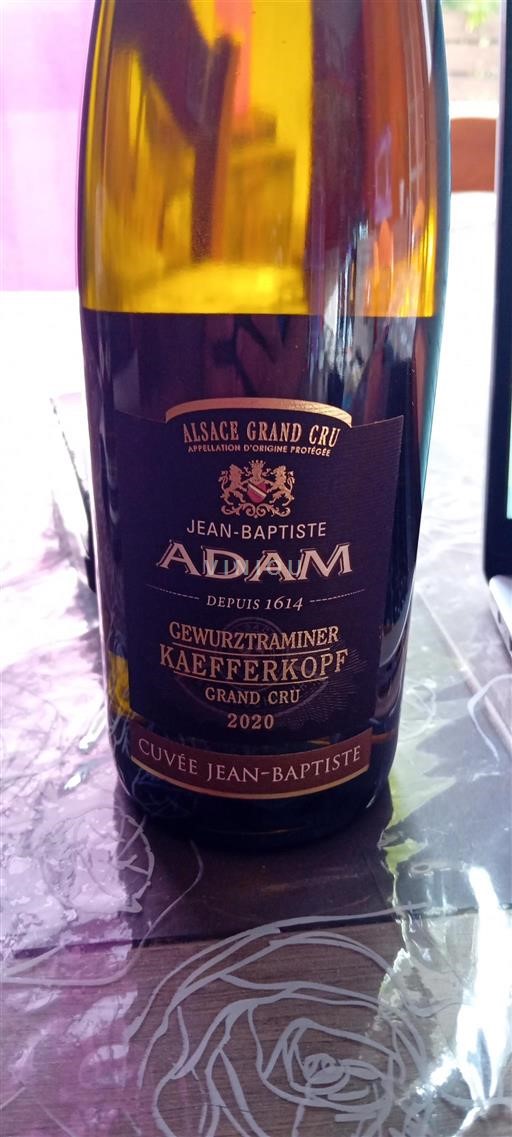 ALSACE GRAND CRU
APPELLATION D'ORIGINE PROTÉGÉE
JEAN-BAPTISTE
ADAM
VINIOU
DEPUIS 1614
GEWURZTRAMINER
KAEFFERKOPF
GRAND CRU
2020
CUVÉE JEAN-BAPTISTE